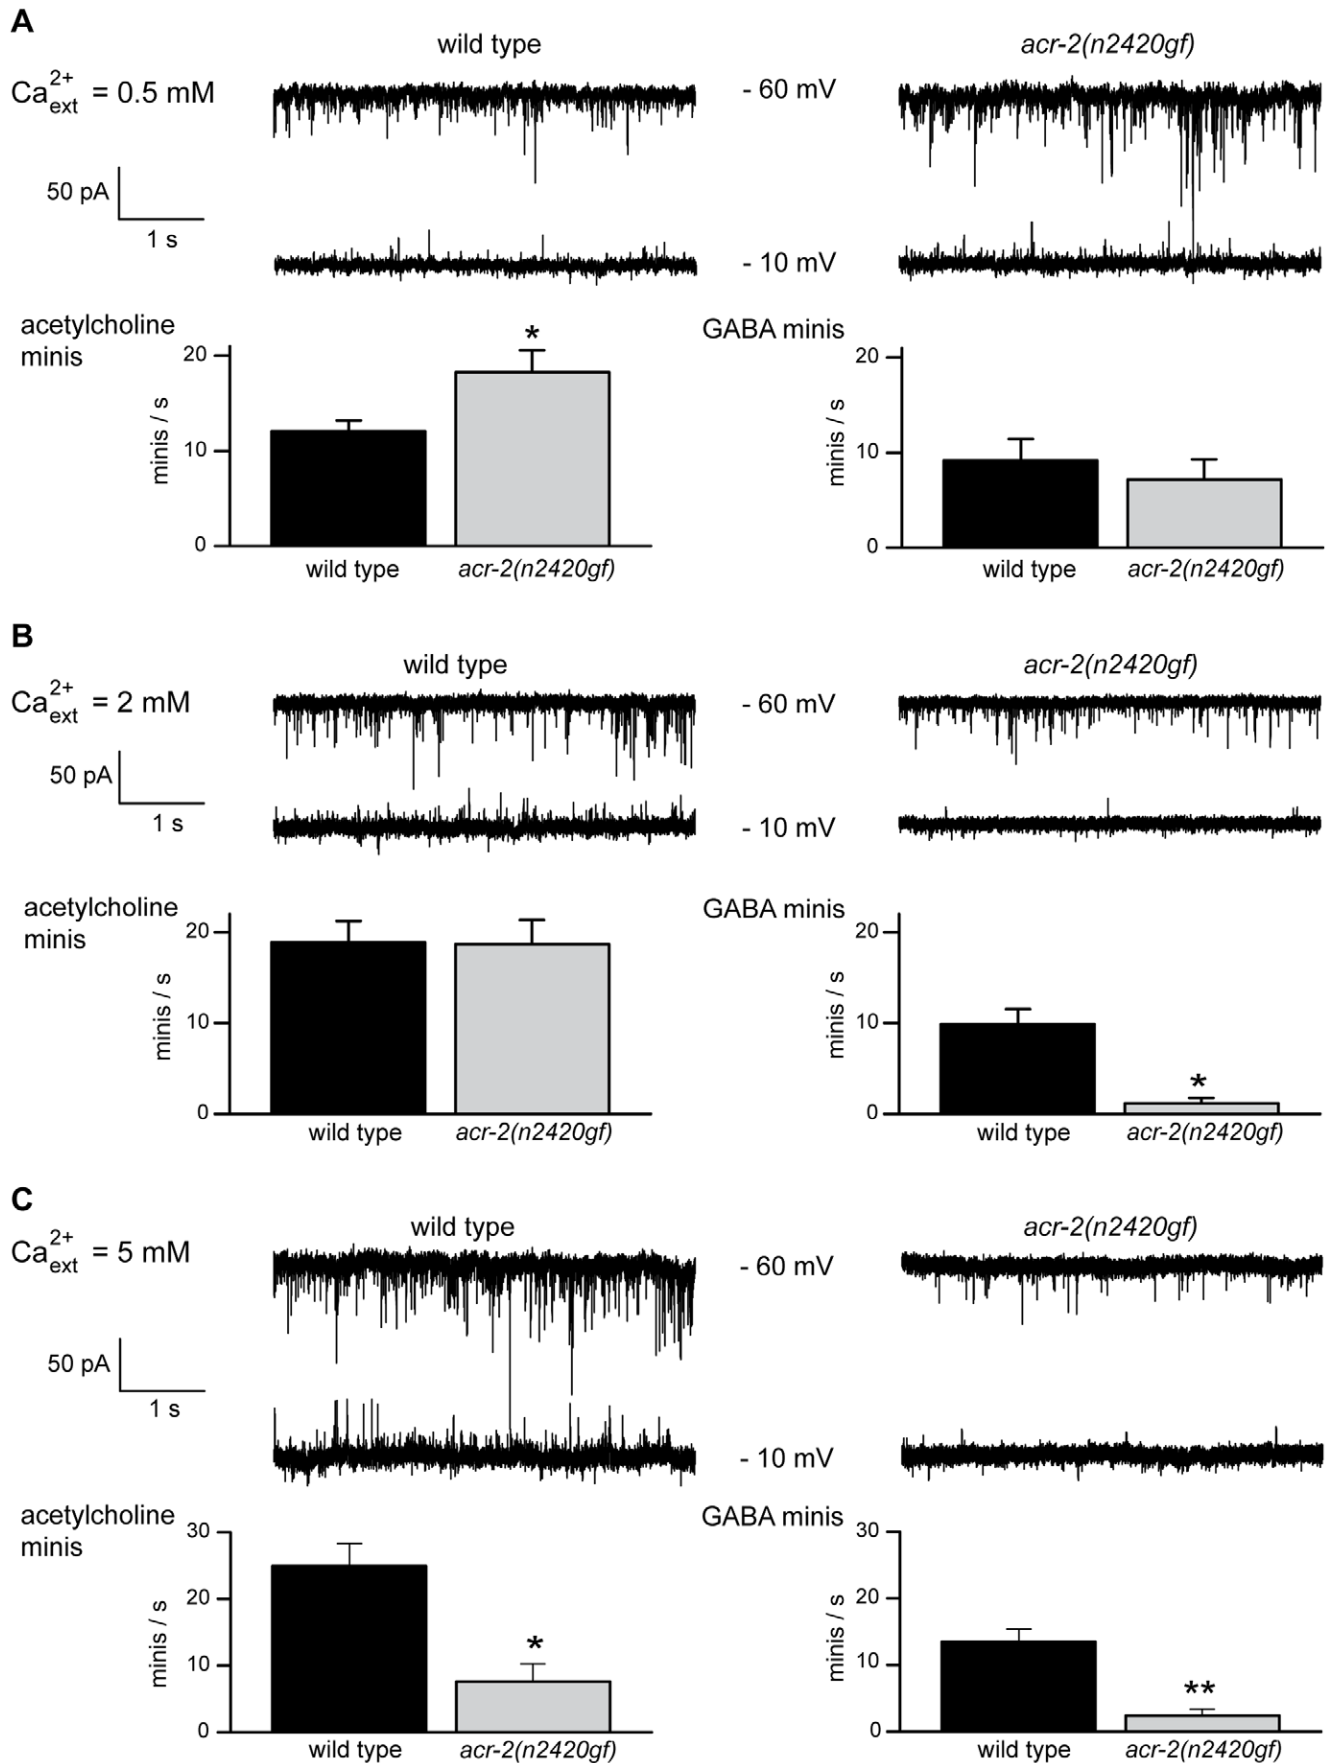 A
wild type
acr-2(n2420gf)
Ca2+ext = 0.5 mM
- 60 mV
50 pA
1 s
- 10 mV
acetylcholine
minis
*
GABA minis
20
10
0
minis / s
wild type
acr-2(n2420gf)
20
10
0
minis / s
wild type
acr-2(n2420gf)
B
wild type
acr-2(n2420gf)
Ca2+ext = 2 mM
- 60 mV
50 pA
1 s
- 10 mV
acetylcholine
minis
GABA minis
20
10
0
minis / s
wild type
acr-2(n2420gf)
20
10
0
minis / s
*
wild type
acr-2(n2420gf)
C
wild type
acr-2(n2420gf)
Ca2+ext = 5 mM
- 60 mV
50 pA
1 s
- 10 mV
acetylcholine
minis
GABA minis
30
20
10
0
minis / s
*
wild type
acr-2(n2420gf)
30
20
10
0
minis / s
**
wild type
acr-2(n2420gf)